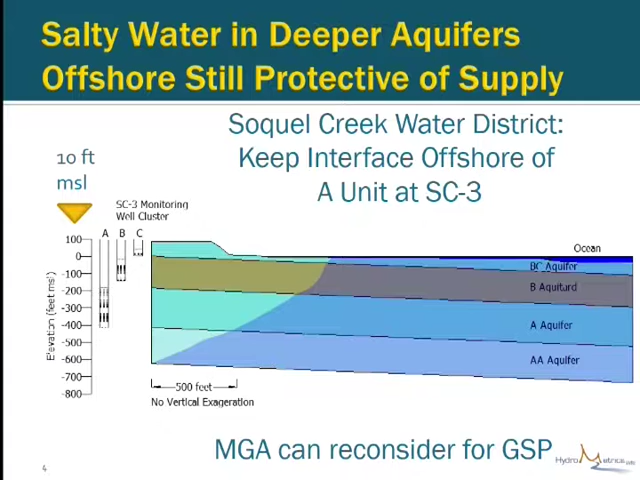 Salty Water in Deeper Aquifers
Offshore Still Protective of Supply
Soquel Creek Water District:
Keep Interface Offshore of
A Unit at SC-3
10 ft
msl
SC-3 Monitoring
Well Cluster
A B C
Ocean
100
0
-100
-200
-300
-400
-500
-600
-700
-800
Elevation (feet msl)
BC Aquifer
B Aquitard
A Aquifer
AA Aquifer
500 feet
No Vertical Exageration
MGA can reconsider for GSP
4
HydroMetrics